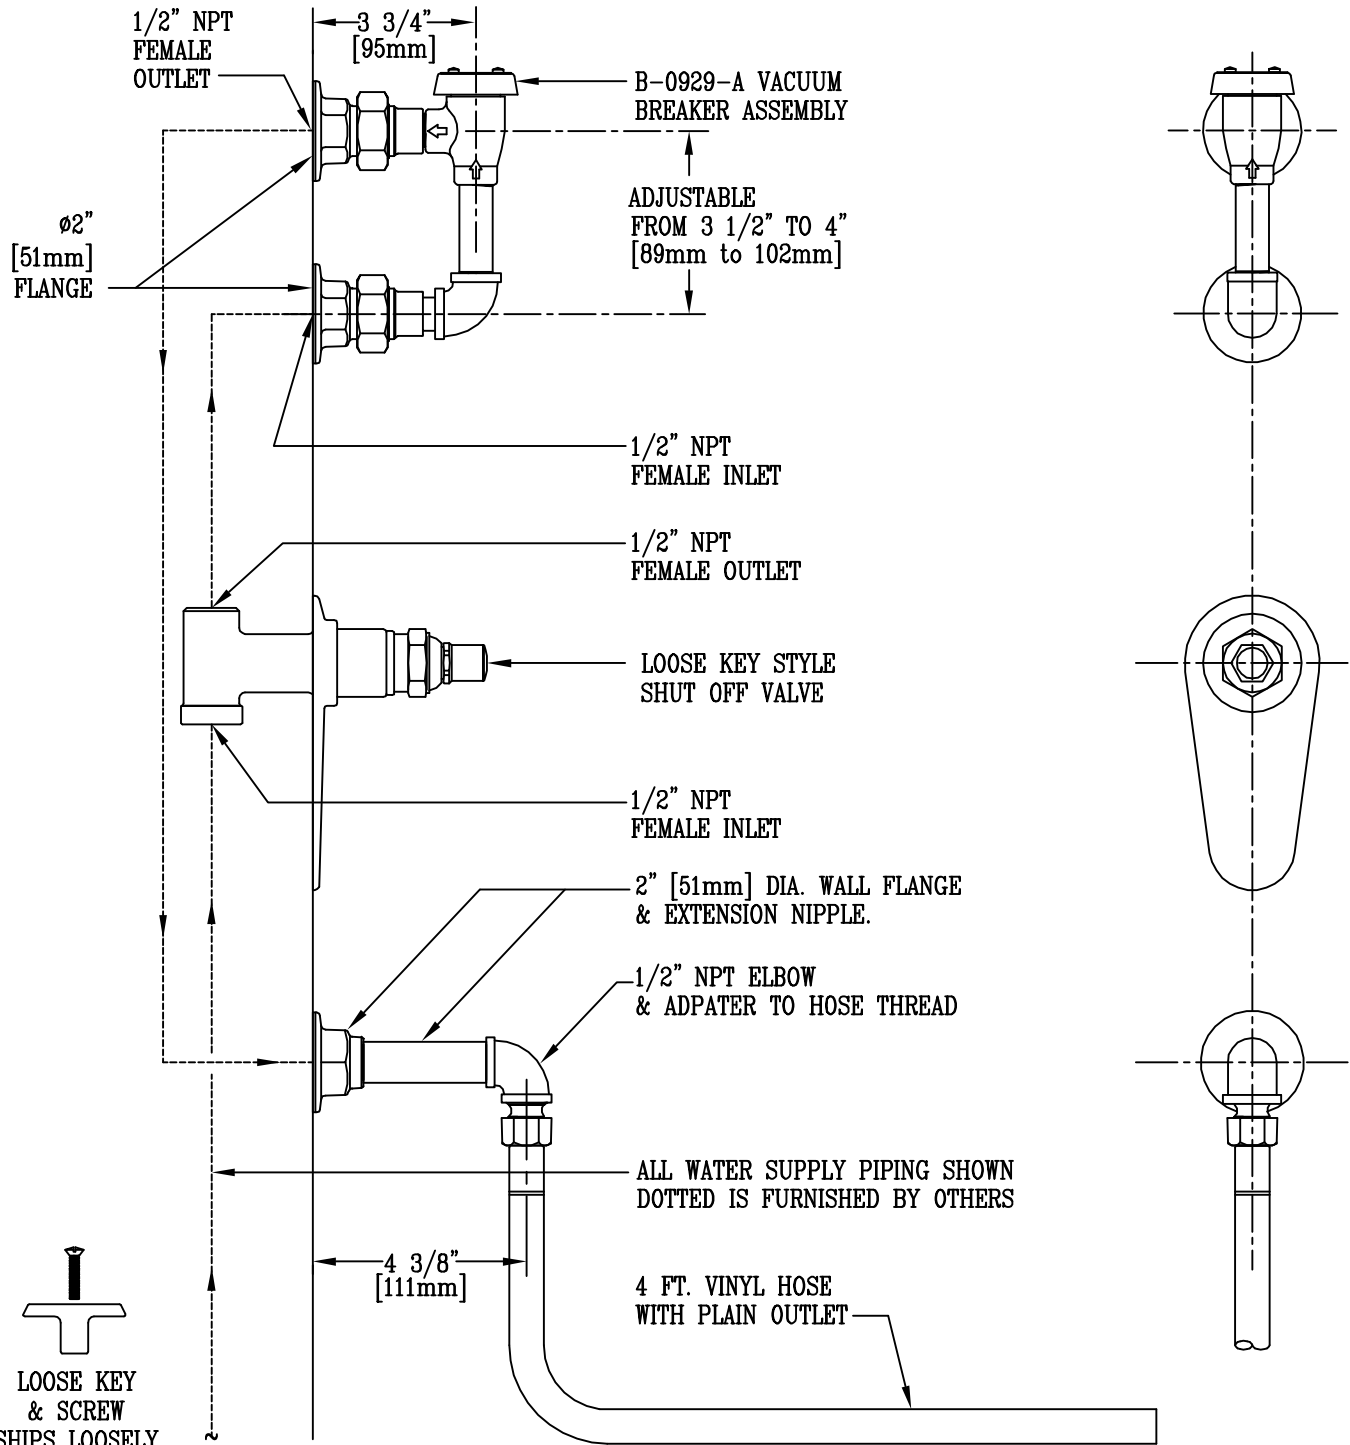 1/2" NPT
FEMALE
OUTLET
3 3/4"
[95mm]
B-0929-A VACUUM
BREAKER ASSEMBLY
ADJUSTABLE
FROM 3 1/2" TO 4"
[89mm to 102mm]
ø2"
[51mm]
FLANGE
1/2" NPT
FEMALE INLET
1/2" NPT
FEMALE OUTLET
LOOSE KEY STYLE
SHUT OFF VALVE
1/2" NPT
FEMALE INLET
2" [51mm] DIA. WALL FLANGE
& EXTENSION NIPPLE.
1/2" NPT ELBOW
& ADPATER TO HOSE THREAD
ALL WATER SUPPLY PIPING SHOWN
DOTTED IS FURNISHED BY OTHERS
4 3/8"
[111mm]
4 FT. VINYL HOSE
WITH PLAIN OUTLET
LOOSE KEY
& SCREW
SHIPS LOOSELY